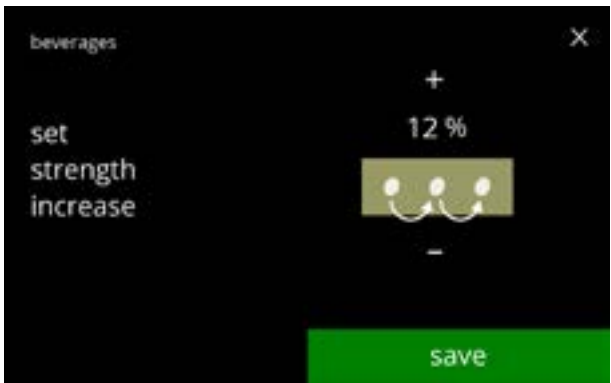 beverages
×
+
12 %
set
strength
increase
−
save